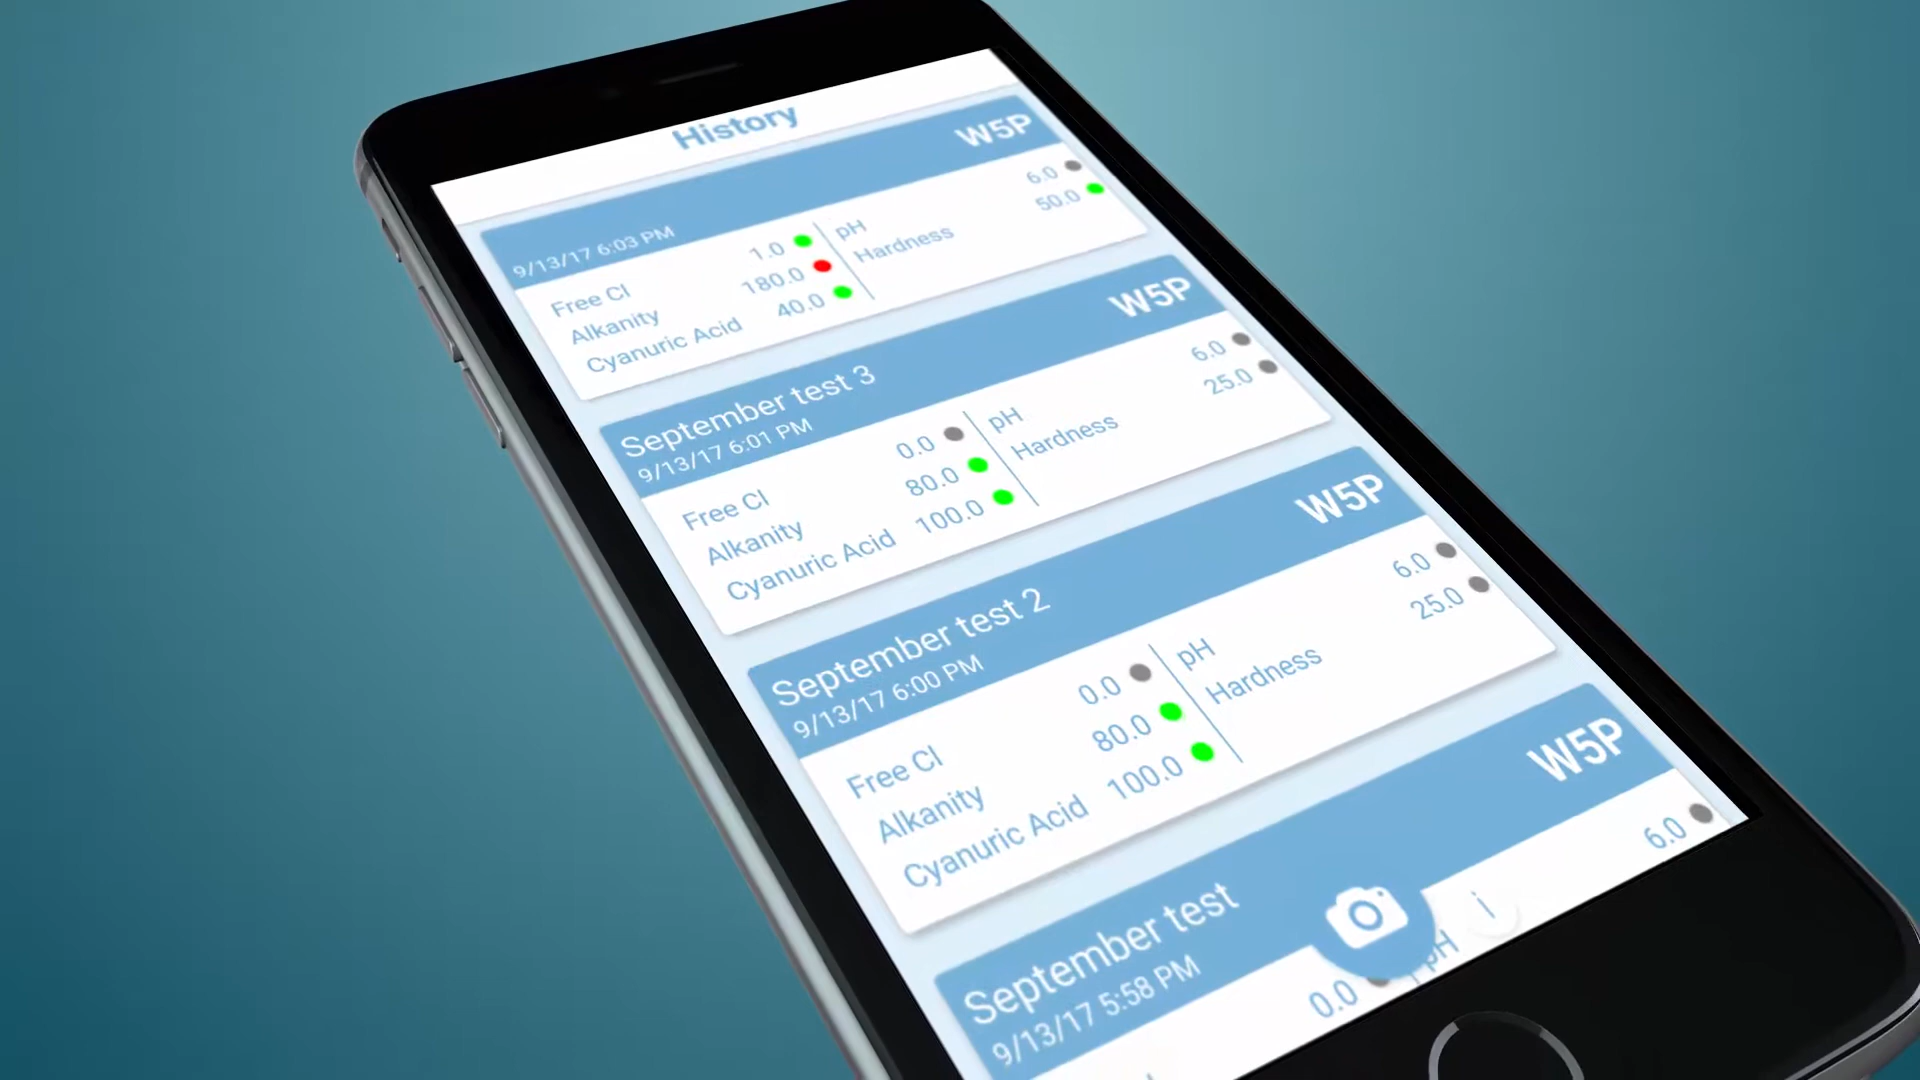 History
W5P
9/13/17 6:03 PM
Free Cl 1.0 pH 6.0
Alkanity 180.0 Hardness 50.0
Cyanuric Acid 40.0
September test 3 W5P
9/13/17 6:01 PM
Free Cl 0.0 pH 6.0
Alkanity 80.0 Hardness 25.0
Cyanuric Acid 100.0
September test 2 W5P
9/13/17 6:00 PM
Free Cl 0.0 pH 6.0
Alkanity 80.0 Hardness 25.0
Cyanuric Acid 100.0
September test W5P
9/13/17 5:58 PM
0.0 pH 6.0
i